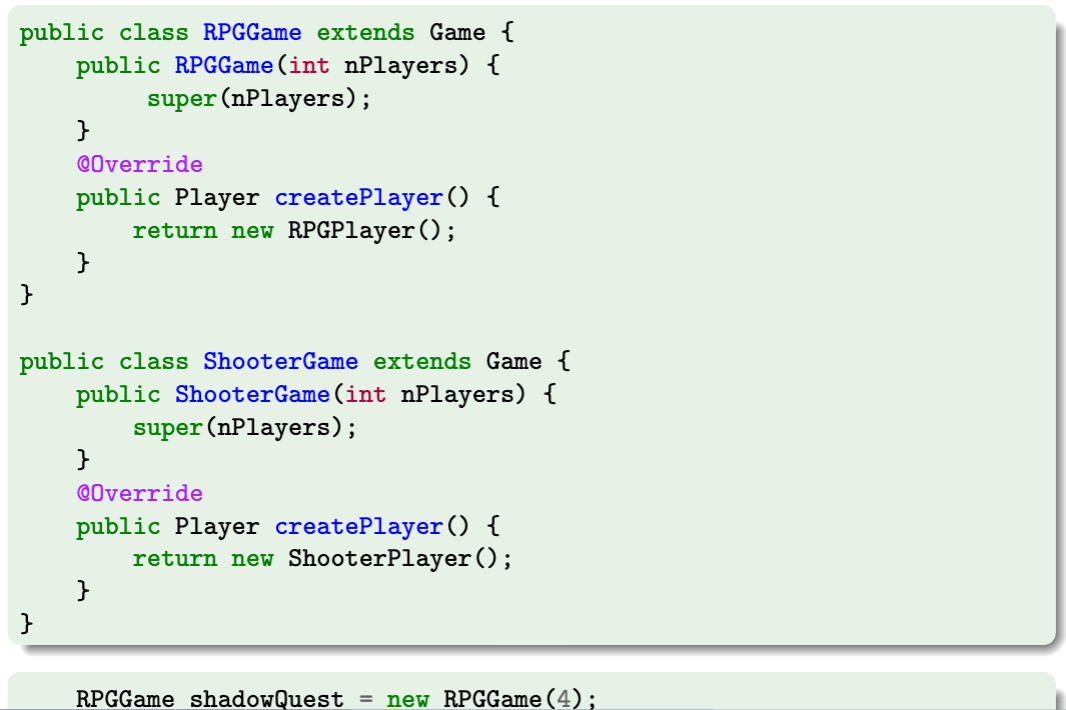 public class RPGGame extends Game {
    public RPGGame(int nPlayers) {
         super(nPlayers);
    }
    @Override
    public Player createPlayer() {
        return new RPGPlayer();
    }
}

public class ShooterGame extends Game {
    public ShooterGame(int nPlayers) {
        super(nPlayers);
    }
    @Override
    public Player createPlayer() {
        return new ShooterPlayer();
    }
}

    RPGGame shadowQuest = new RPGGame(4);